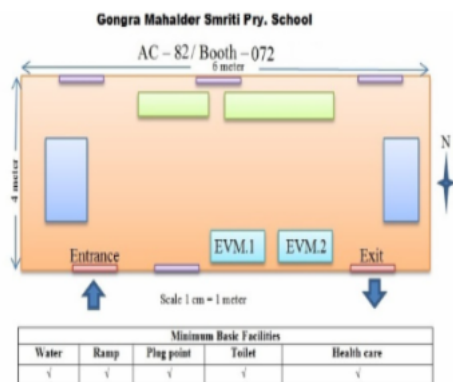 Gongra Mahalder Smriti Pry. School
AC – 82/ Booth – 072
6 meter
4 meter
N
EVM.1 EVM.2
Entrance Exit
Scale 1 cm = 1 meter
Minimum Basic Facilities
Water Ramp Plug point Toilet Health care
√ √ √ √ √